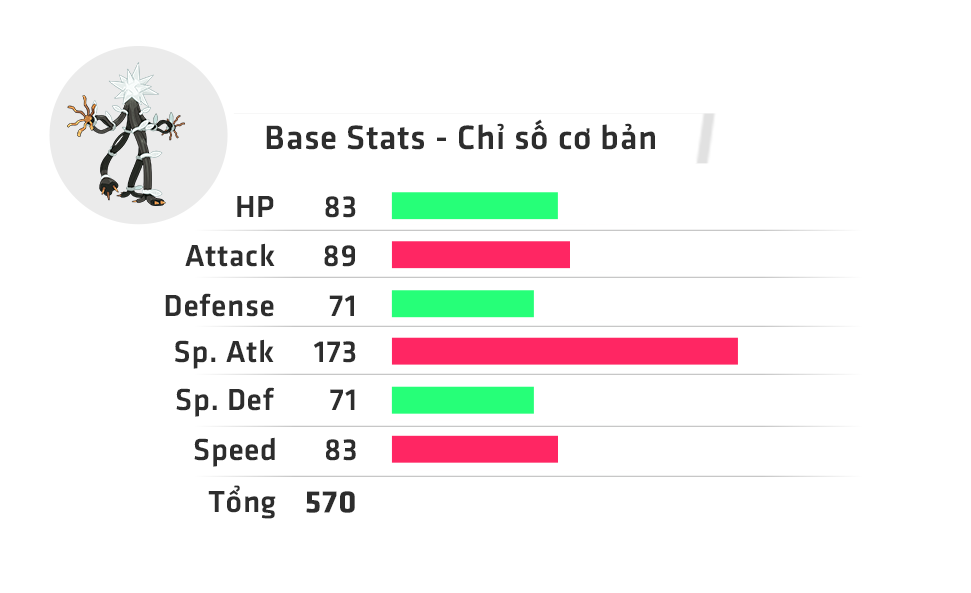 Base Stats - Chỉ số cơ bản
HP 83
Attack 89
Defense 71
Sp. Atk 173
Sp. Def 71
Speed 83
Tổng 570